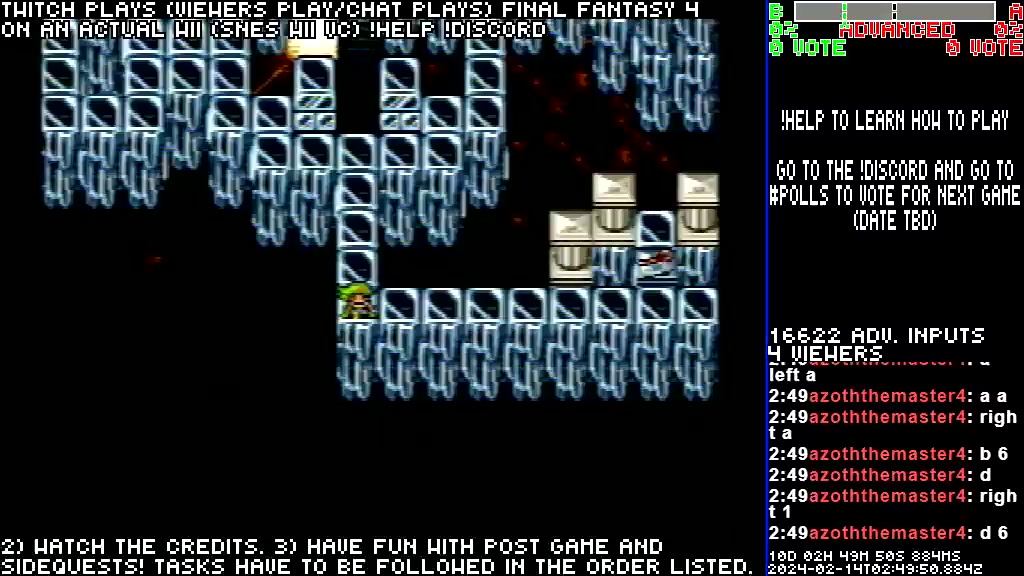 TWITCH PLAYS (VIEWERS PLAY/CHAT PLAYS) FINAL FANTASY 4
ON AN ACTUAL WII (SNES WII VC) !HELP !DISCORD
B A
0% ADVANCED 0%
0 VOTE 0 VOTE
!HELP TO LEARN HOW TO PLAY
GO TO THE !DISCORD AND GO TO
#POLLS TO VOTE FOR NEXT GAME
(DATE TBD)
16622 ADV. INPUTS
4 VIEWERS
left a
2:49azoththemaster4: a a
2:49azoththemaster4: righ
t a
2:49azoththemaster4: b 6
2:49azoththemaster4: d
2:49azoththemaster4: righ
t 1
2:49azoththemaster4: d 6
10D 02H 49M 50S 884MS
2024-02-14T02:49:50.884Z
2) WATCH THE CREDITS. 3) HAVE FUN WITH POST GAME AND
SIDEQUESTS! TASKS HAVE TO BE FOLLOWED IN THE ORDER LISTED.